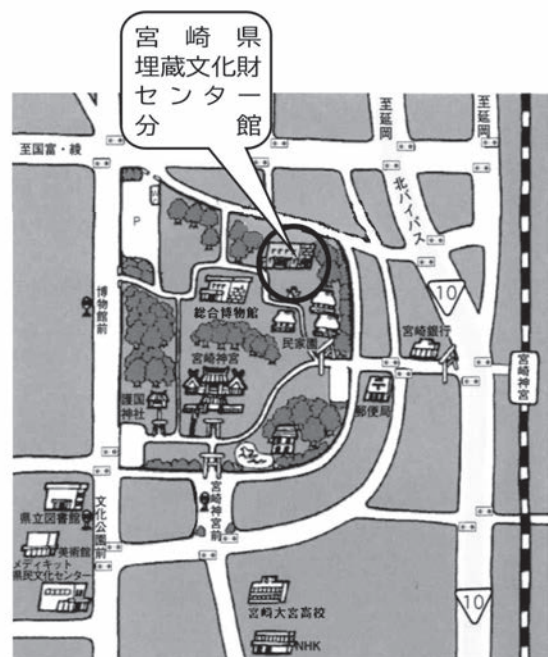 宮崎県
埋蔵文化財
センター
分館
至国富・綾
至延岡
至延岡
北バイパス
P
10
博物館前
総合博物館
民家園
宮崎銀行
宮崎神宮
宮崎神宮
護国
神社
郵便局
県立図書館
文化公園前
宮崎神宮前
美術館
メディキット
県民文化センター
宮崎大宮高校
10
NHK